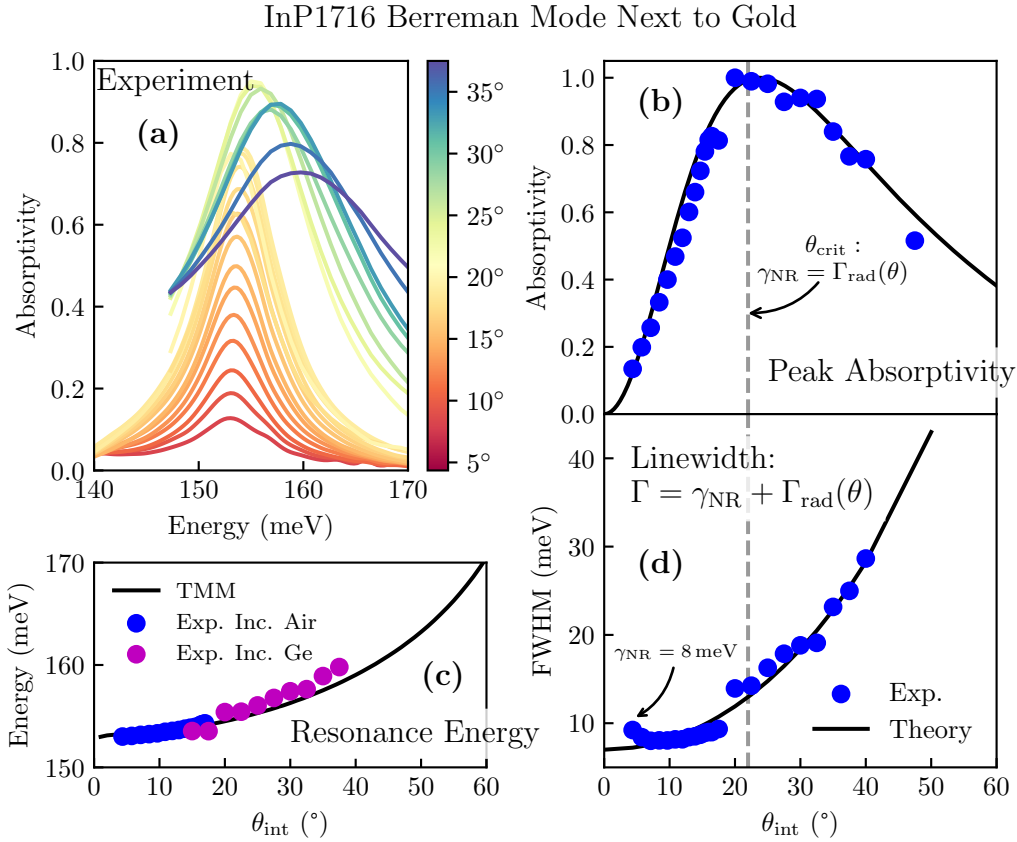 InP1716 Berreman Mode Next to Gold
Experiment
(a)
Absorptivity
1.0
0.8
0.6
0.4
0.2
0.0
140
150
160
170
Energy (meV)
35°
30°
25°
20°
15°
10°
5°
(b)
Absorptivity
1.0
0.8
0.6
0.4
0.2
0.0
θcrit :
γNR = Γrad(θ)
Peak Absorptivity
Energy (meV)
170
160
150
TMM
Exp. Inc. Air
Exp. Inc. Ge
(c)
Resonance Energy
0 10 20 30 40 50 60
θint (°)
Linewidth:
Γ = γNR + Γrad(θ)
(d)
FWHM (meV)
40
30
20
10
γNR = 8 meV
Exp.
Theory
0 10 20 30 40 50 60
θint (°)